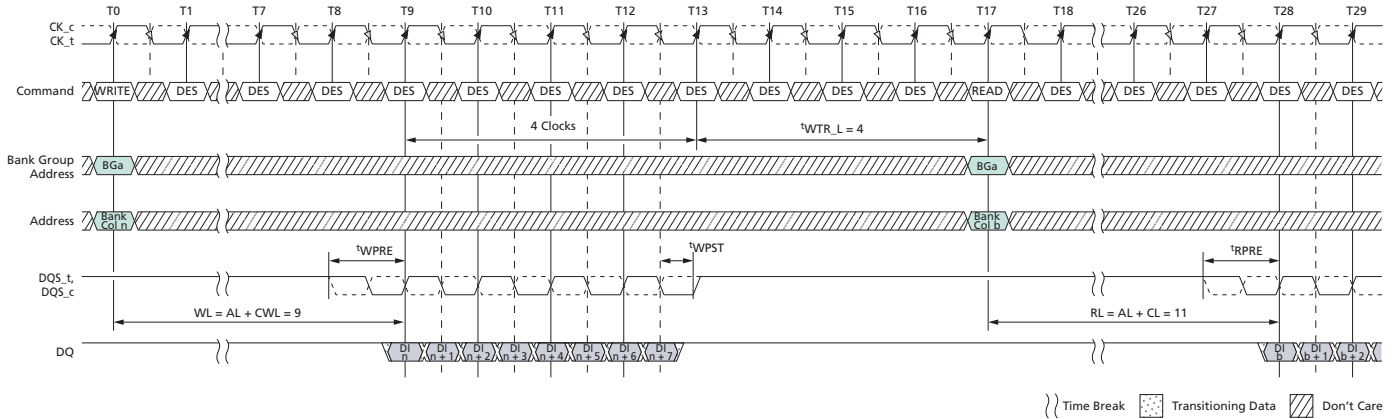 T0 T1 T7 T8 T9 T10 T11 T12 T13 T14 T15 T16 T17 T18 T26 T27 T28 T29
CK_c
CK_t
Command WRITE DES DES DES DES DES DES DES DES DES DES DES READ DES DES DES DES DES
4 Clocks tWTR_L = 4
Bank Group
Address
BGa BGa
Address
Bank
Col n
Bank
Col b
tWPRE tWPST tRPRE
DQS_t,
DQS_c
WL = AL + CWL = 9 RL = AL + CL = 11
DQ
DI
n
DI
n + 1
DI
n + 2
DI
n + 3
DI
n + 4
DI
n + 5
DI
n + 6
DI
n + 7
DI
b
DI
b + 1
DI
b + 2
Time Break Transitioning Data Don't Care